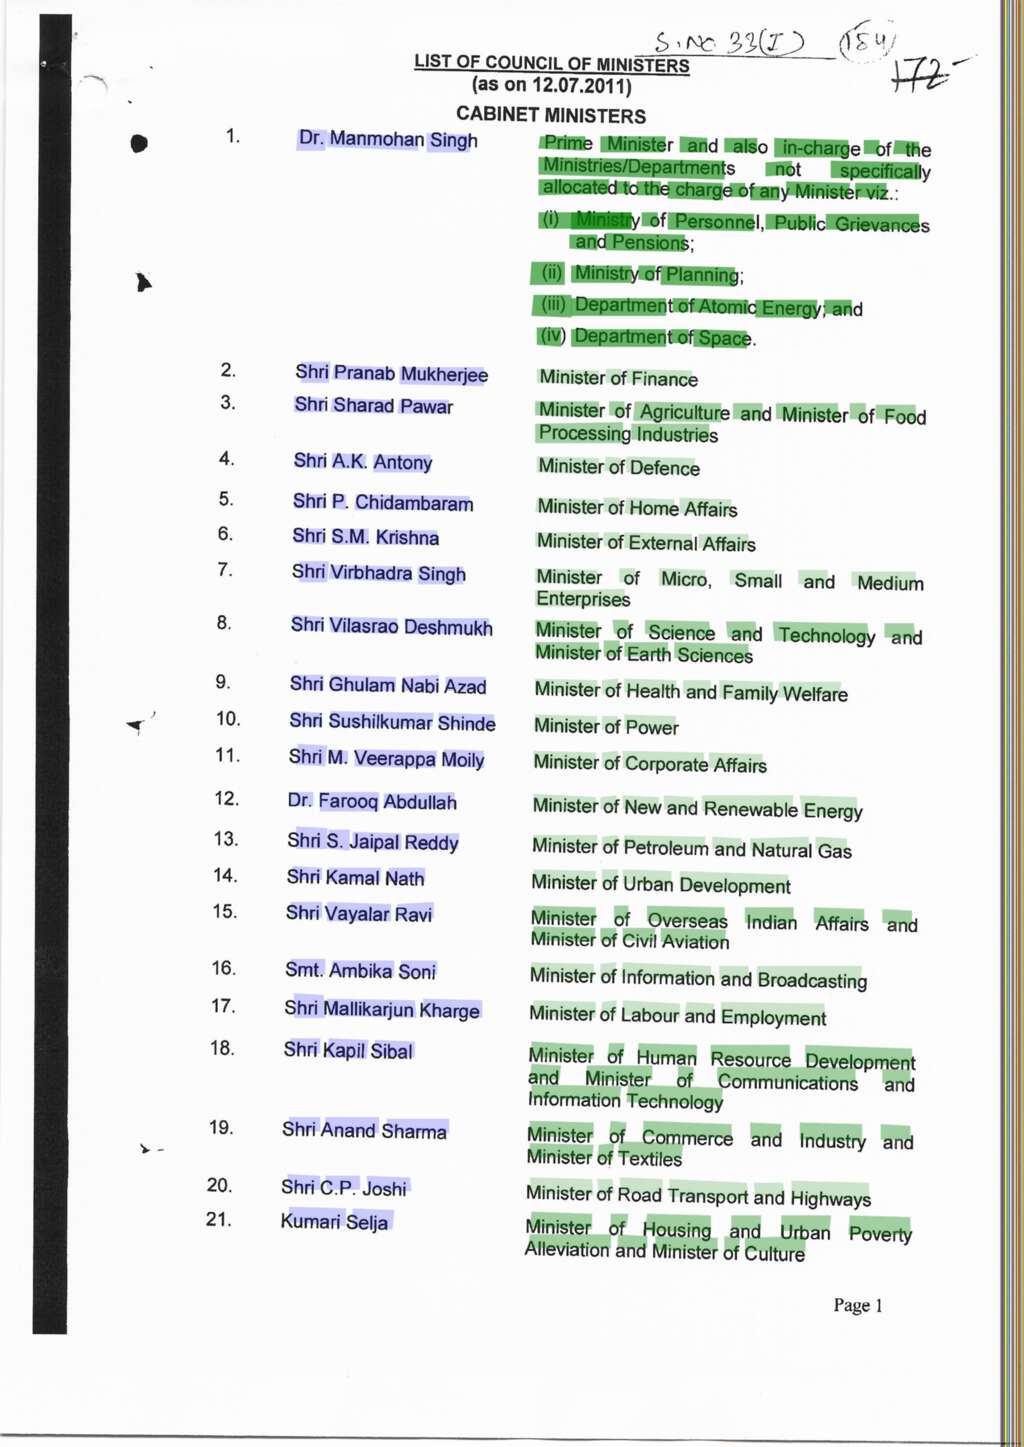 S.No 33(I) 184
172-
LIST OF COUNCIL OF MINISTERS
(as on 12.07.2011)
CABINET MINISTERS
1. Dr. Manmohan Singh Prime Minister and also in-charge of the
Ministries/Departments not specifically
allocated to the charge of any Minister viz.:
(i) Ministry of Personnel, Public Grievances
and Pensions;
(ii) Ministry of Planning;
(iii) Department of Atomic Energy; and
(iv) Department of Space.
2. Shri Pranab Mukherjee Minister of Finance
3. Shri Sharad Pawar Minister of Agriculture and Minister of Food
Processing Industries
4. Shri A.K. Antony Minister of Defence
5. Shri P. Chidambaram Minister of Home Affairs
6. Shri S.M. Krishna Minister of External Affairs
7. Shri Virbhadra Singh Minister of Micro, Small and Medium
Enterprises
8. Shri Vilasrao Deshmukh Minister of Science and Technology and
Minister of Earth Sciences
9. Shri Ghulam Nabi Azad Minister of Health and Family Welfare
10. Shri Sushilkumar Shinde Minister of Power
11. Shri M. Veerappa Moily Minister of Corporate Affairs
12. Dr. Farooq Abdullah Minister of New and Renewable Energy
13. Shri S. Jaipal Reddy Minister of Petroleum and Natural Gas
14. Shri Kamal Nath Minister of Urban Development
15. Shri Vayalar Ravi Minister of Overseas Indian Affairs and
Minister of Civil Aviation
16. Smt. Ambika Soni Minister of Information and Broadcasting
17. Shri Mallikarjun Kharge Minister of Labour and Employment
18. Shri Kapil Sibal Minister of Human Resource Development
and Minister of Communications and
Information Technology
19. Shri Anand Sharma Minister of Commerce and Industry and
Minister of Textiles
20. Shri C.P. Joshi Minister of Road Transport and Highways
21. Kumari Selja Minister of Housing and Urban Poverty
Alleviation and Minister of Culture
Page 1